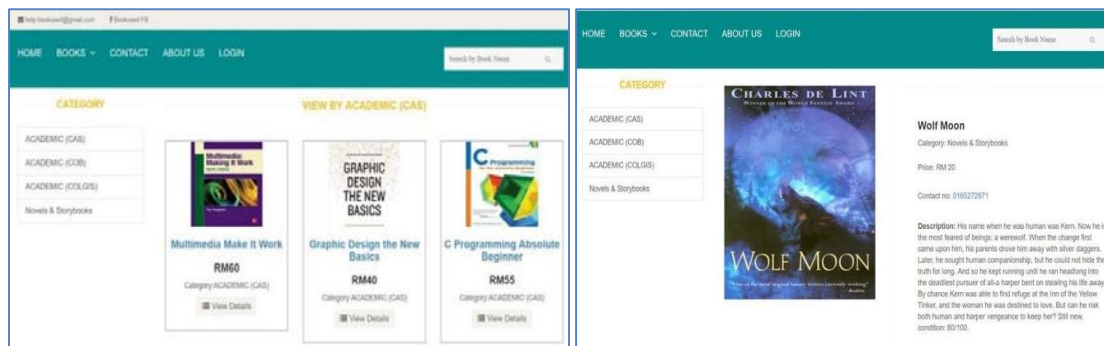 help.bookused@gmail.com Bookused FB
HOME BOOKS CONTACT ABOUT US LOGIN
Search by Book Name
CATEGORY
ACADEMIC (CAS)
ACADEMIC (COB)
ACADEMIC (COLGIS)
Novels & Storybooks
VIEW BY ACADEMIC (CAS)
Multimedia:
Making It Work
Multimedia Make It Work
RM60
Category: ACADEMIC (CAS)
View Details
GRAPHIC
DESIGN
THE NEW
BASICS
Graphic Design the New
Basics
RM40
Category: ACADEMIC (CAS)
View Details
C Programming
C Programming Absolute
Beginner
RM55
Category: ACADEMIC (CAS)
View Details
HOME BOOKS CONTACT ABOUT US LOGIN
Search by Book Name
CATEGORY
ACADEMIC (CAS)
ACADEMIC (COB)
ACADEMIC (COLGIS)
Novels & Storybooks
CHARLES DE LINT
WINNER OF THE WORLD FANTASY AWARD
WOLF MOON
"One of the most original fantasy writers currently working."
Booklist
Wolf Moon
Category: Novels & Storybooks
Price: RM 20
Contact no: 0165272871
Description: His name when he was human was Kern. Now he is
the most feared of beings: a werewolf. When the change first
came upon him, his parents drove him away with silver daggers.
Later, he sought human companionship, but he could not hide the
truth for long. And so he kept running until he ran headlong into
the deadliest pursuer of all-a harper bent on stealing his life away.
By chance Kern was able to find refuge at the Inn of the Yellow
Tinker, and the woman he was destined to love. But can he risk
both human and harper vengeance to keep her? Still new.
condition: 80/100.